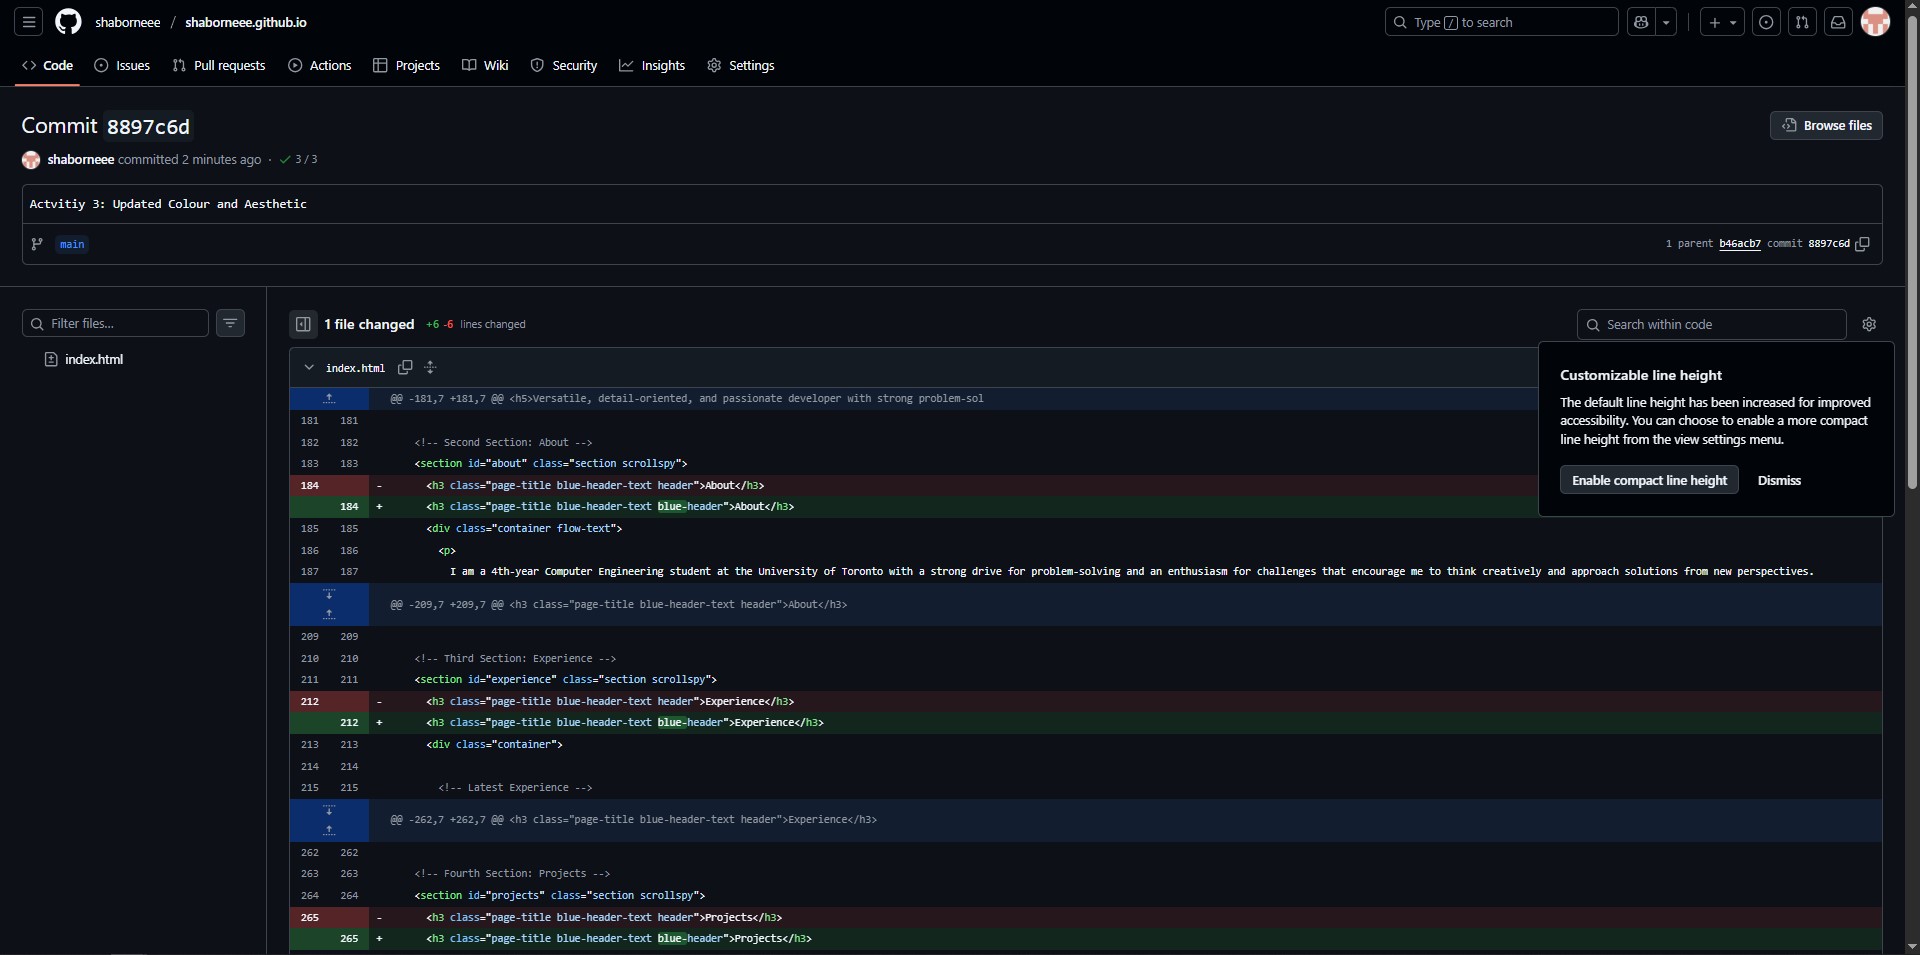 shaborneee / shaborneee.github.io
Type / to search
Code Issues Pull requests Actions Projects Wiki Security Insights Settings
Commit 8897c6d
Browse files
shaborneee committed 2 minutes ago · 3 / 3
Actvitiy 3: Updated Colour and Aesthetic
main
1 parent b46acb7 commit 8897c6d
Filter files...
index.html
1 file changed +6 -6 lines changed
Search within code
index.html
Customizable line height
The default line height has been increased for improved
accessibility. You can choose to enable a more compact
line height from the view settings menu.
Enable compact line height Dismiss
@@ -181,7 +181,7 @@ <h5>Versatile, detail-oriented, and passionate developer with strong problem-sol
181 181
182 182 <!-- Second Section: About -->
183 183 <section id="about" class="section scrollspy">
184 - <h3 class="page-title blue-header-text header">About</h3>
184 + <h3 class="page-title blue-header-text blue-header">About</h3>
185 185 <div class="container flow-text">
186 186 <p>
187 187 I am a 4th-year Computer Engineering student at the University of Toronto with a strong drive for problem-solving and an enthusiasm for challenges that encourage me to think creatively and approach solutions from new perspectives.
@@ -209,7 +209,7 @@ <h3 class="page-title blue-header-text header">About</h3>
209 209
210 210 <!-- Third Section: Experience -->
211 211 <section id="experience" class="section scrollspy">
212 - <h3 class="page-title blue-header-text header">Experience</h3>
212 + <h3 class="page-title blue-header-text blue-header">Experience</h3>
213 213 <div class="container">
214 214
215 215 <!-- Latest Experience -->
@@ -262,7 +262,7 @@ <h3 class="page-title blue-header-text header">Experience</h3>
262 262
263 263 <!-- Fourth Section: Projects -->
264 264 <section id="projects" class="section scrollspy">
265 - <h3 class="page-title blue-header-text header">Projects</h3>
265 + <h3 class="page-title blue-header-text blue-header">Projects</h3>